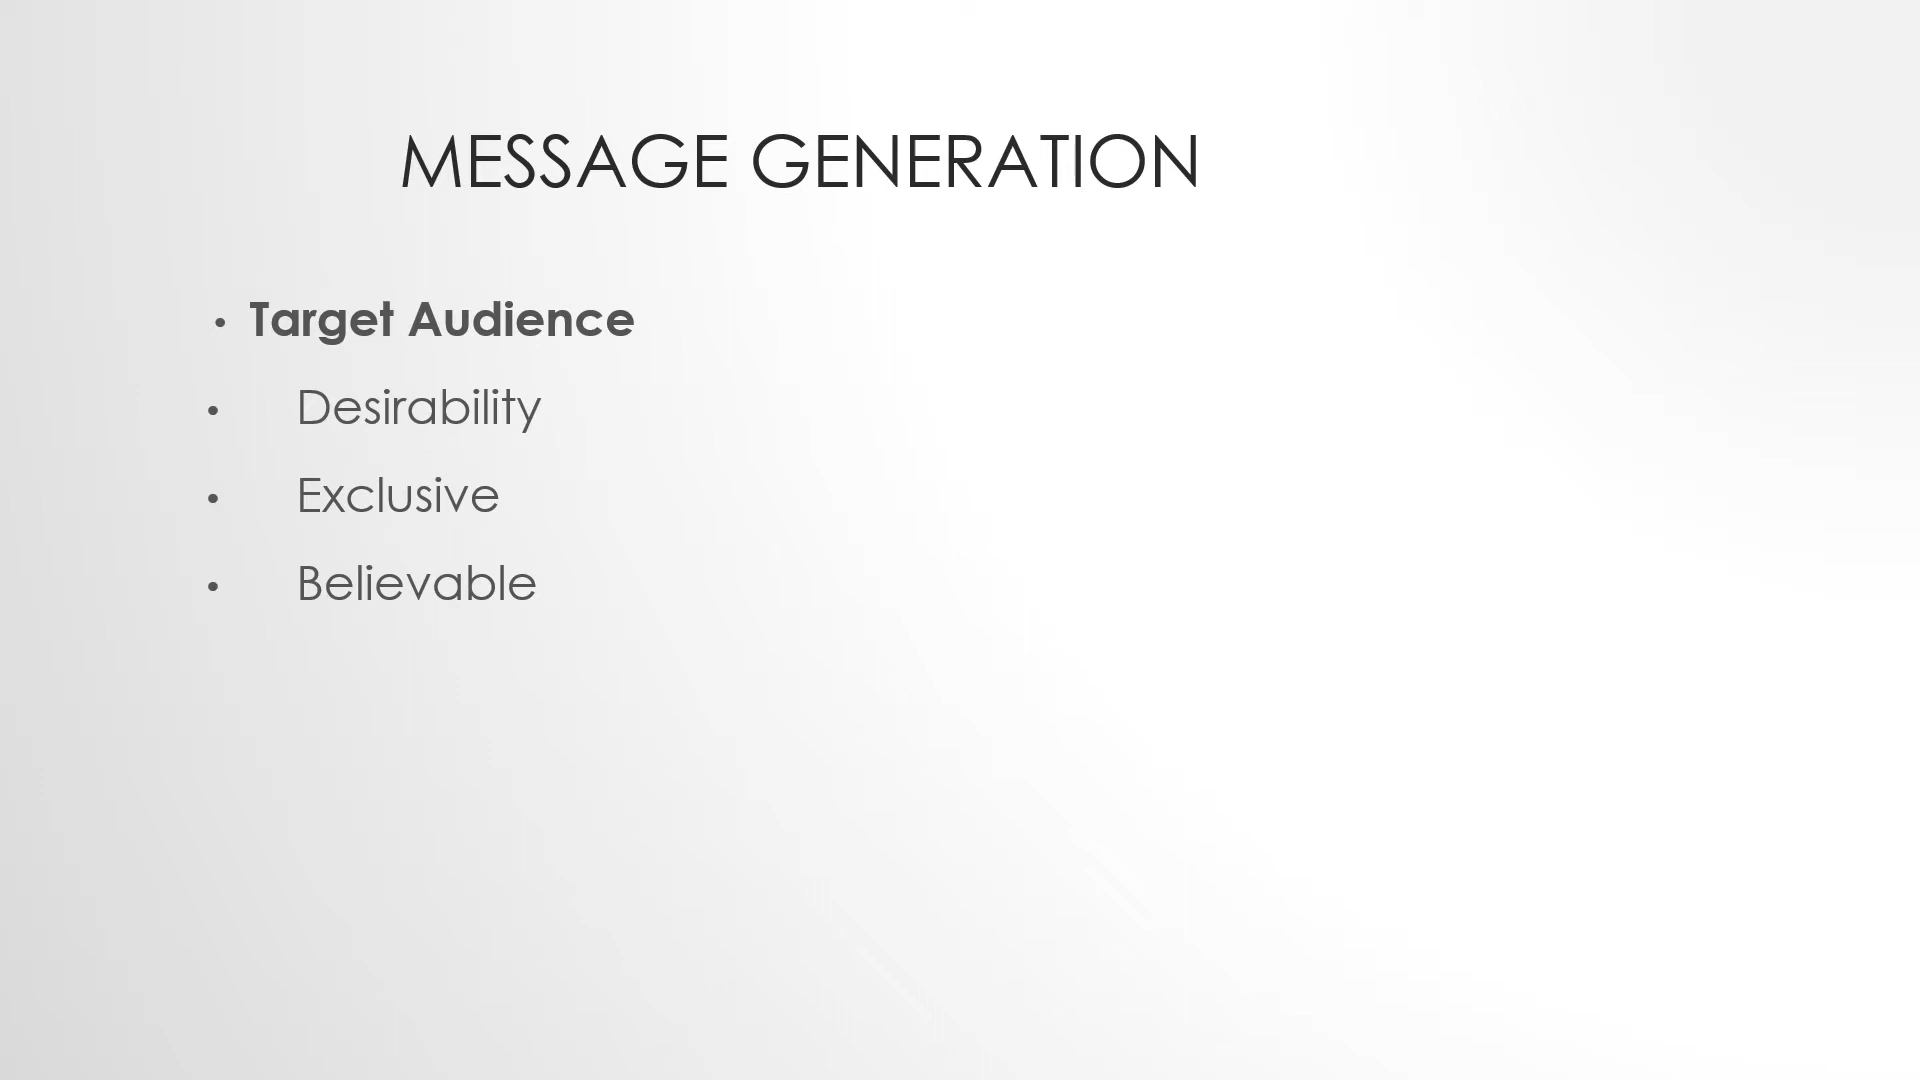 MESSAGE GENERATION
• Target Audience
• Desirability
• Exclusive
• Believable